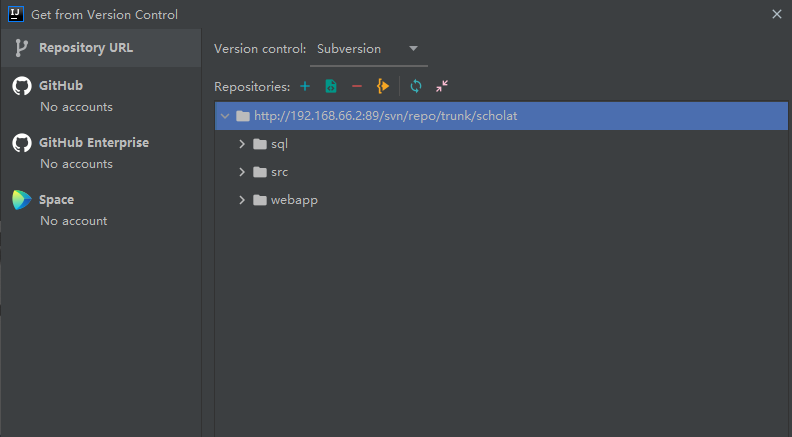 IJ
Get from Version Control
Repository URL
GitHub
No accounts
GitHub Enterprise
No accounts
Space
No account
Version control: Subversion
Repositories:
http://192.168.66.2:89/svn/repo/trunk/scholat
sql
src
webapp